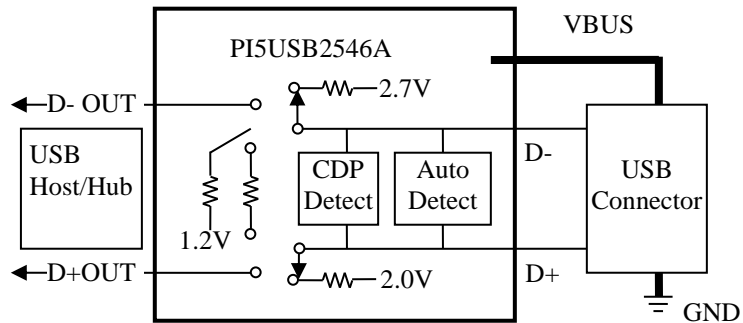 VBUS
PI5USB2546A
2.7V
D- OUT
USB
Host/Hub
CDP
Detect
Auto
Detect
D-
USB
Connector
1.2V
D+OUT
2.0V
D+
GND